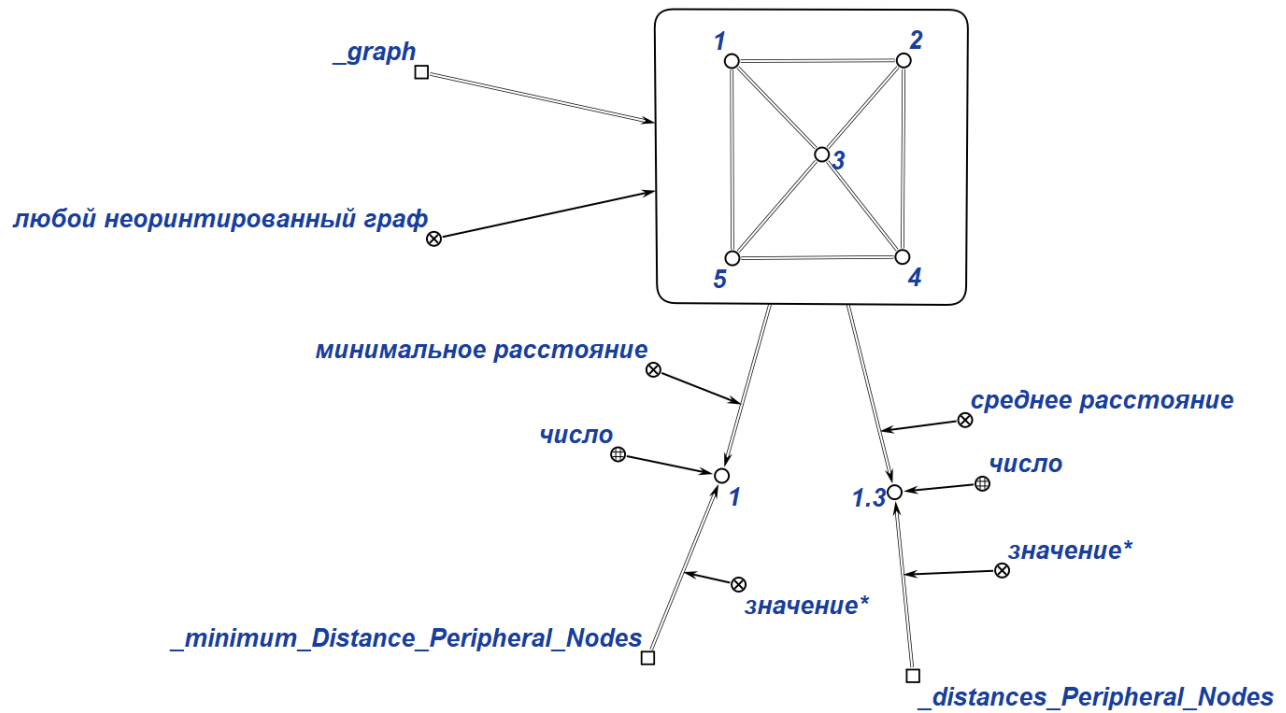 1
2
_graph
3
любой неоринтированный граф
5
4
минимальное расстояние
среднее расстояние
число
число
1
1.3
значение*
значение*
_minimum_Distance_Peripheral_Nodes
_distances_Peripheral_Nodes